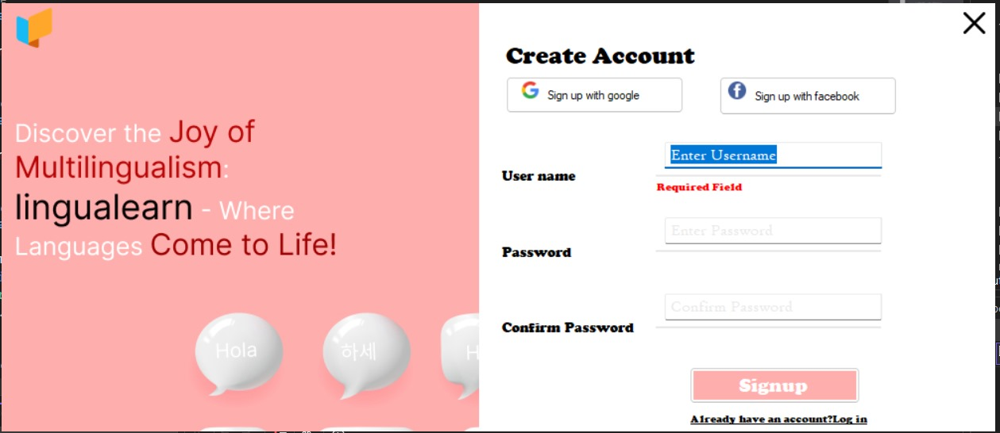 Discover the Joy of
Multilingualism:
lingualearn - Where
Languages Come to Life!
Hola
하세
H
Create Account
Sign up with google
Sign up with facebook
Enter Username
User name
Required Field
Enter Password
Password
Confirm Password
Confirm Password
Signup
Already have an account?Log in